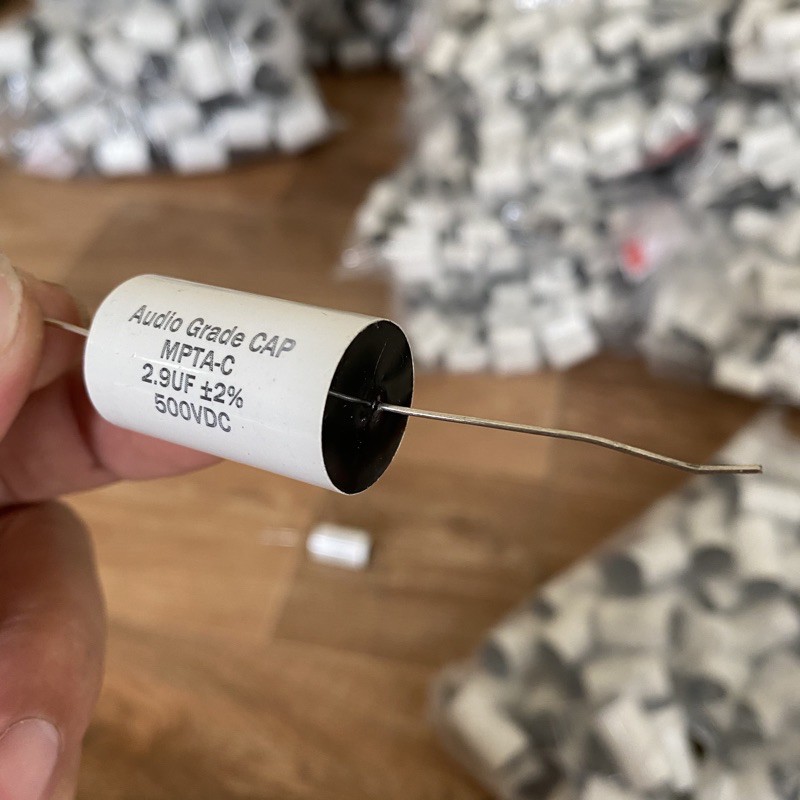 Audio Grade CAP
MPTA-C
2.9UF ±2%
500VDC